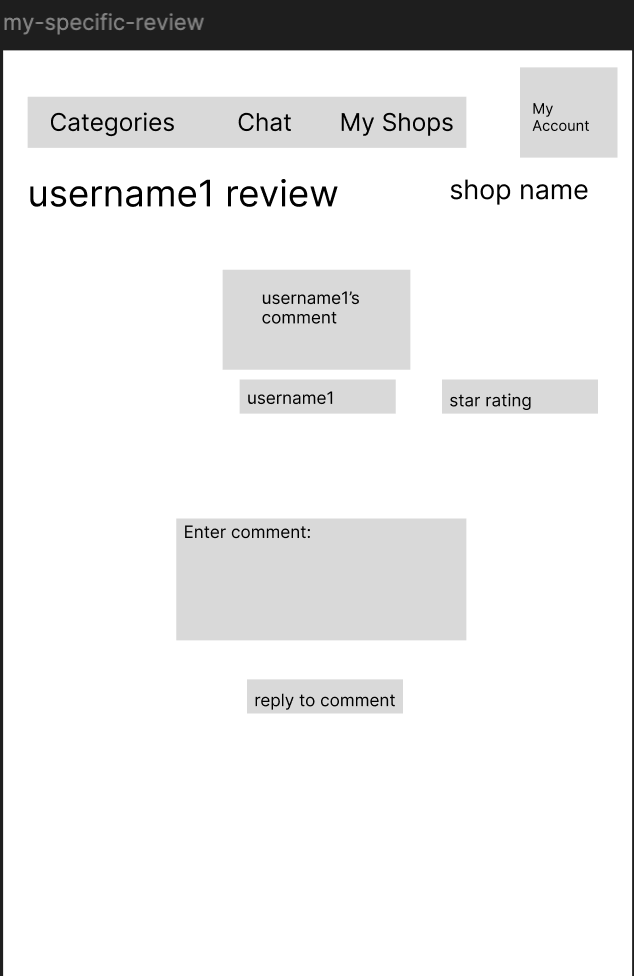 my-specific-review
Categories Chat My Shops
My
Account
username1 review
shop name
username1’s
comment
username1
star rating
Enter comment:
reply to comment